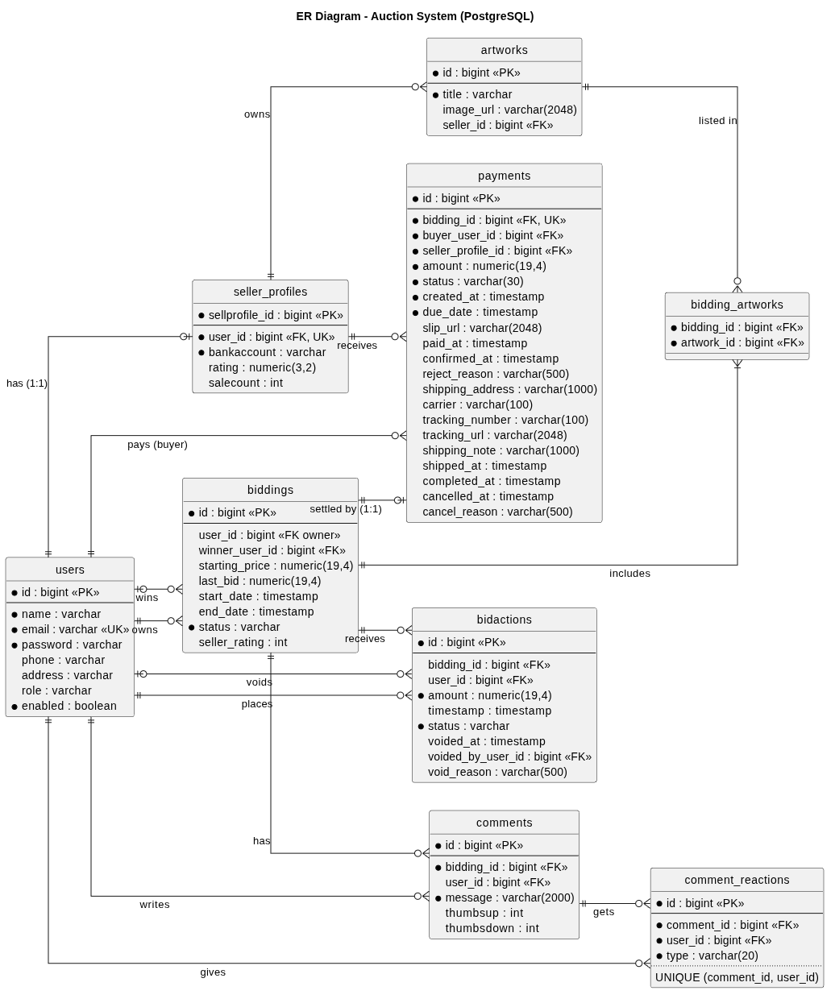 ER Diagram - Auction System (PostgreSQL)
artworks
id : bigint «PK»
title : varchar
image_url : varchar(2048)
seller_id : bigint «FK»
owns
listed in
payments
id : bigint «PK»
bidding_id : bigint «FK, UK»
buyer_user_id : bigint «FK»
seller_profile_id : bigint «FK»
amount : numeric(19,4)
status : varchar(30)
created_at : timestamp
due_date : timestamp
slip_url : varchar(2048)
paid_at : timestamp
confirmed_at : timestamp
reject_reason : varchar(500)
shipping_address : varchar(1000)
carrier : varchar(100)
tracking_number : varchar(100)
tracking_url : varchar(2048)
shipping_note : varchar(1000)
shipped_at : timestamp
completed_at : timestamp
cancelled_at : timestamp
cancel_reason : varchar(500)
seller_profiles
sellprofile_id : bigint «PK»
user_id : bigint «FK, UK»
bankaccount : varchar
rating : numeric(3,2)
salecount : int
receives
bidding_artworks
bidding_id : bigint «FK»
artwork_id : bigint «FK»
has (1:1)
pays (buyer)
biddings
id : bigint «PK»
user_id : bigint «FK owner»
winner_user_id : bigint «FK»
starting_price : numeric(19,4)
last_bid : numeric(19,4)
start_date : timestamp
end_date : timestamp
status : varchar
seller_rating : int
settled by (1:1)
includes
users
id : bigint «PK»
name : varchar
email : varchar «UK»
password : varchar
phone : varchar
address : varchar
role : varchar
enabled : boolean
wins
owns
receives
voids
places
bidactions
id : bigint «PK»
bidding_id : bigint «FK»
user_id : bigint «FK»
amount : numeric(19,4)
timestamp : timestamp
status : varchar
voided_at : timestamp
voided_by_user_id : bigint «FK»
void_reason : varchar(500)
has
comments
id : bigint «PK»
bidding_id : bigint «FK»
user_id : bigint «FK»
message : varchar(2000)
thumbsup : int
thumbsdown : int
writes
gets
comment_reactions
id : bigint «PK»
comment_id : bigint «FK»
user_id : bigint «FK»
type : varchar(20)
UNIQUE (comment_id, user_id)
gives